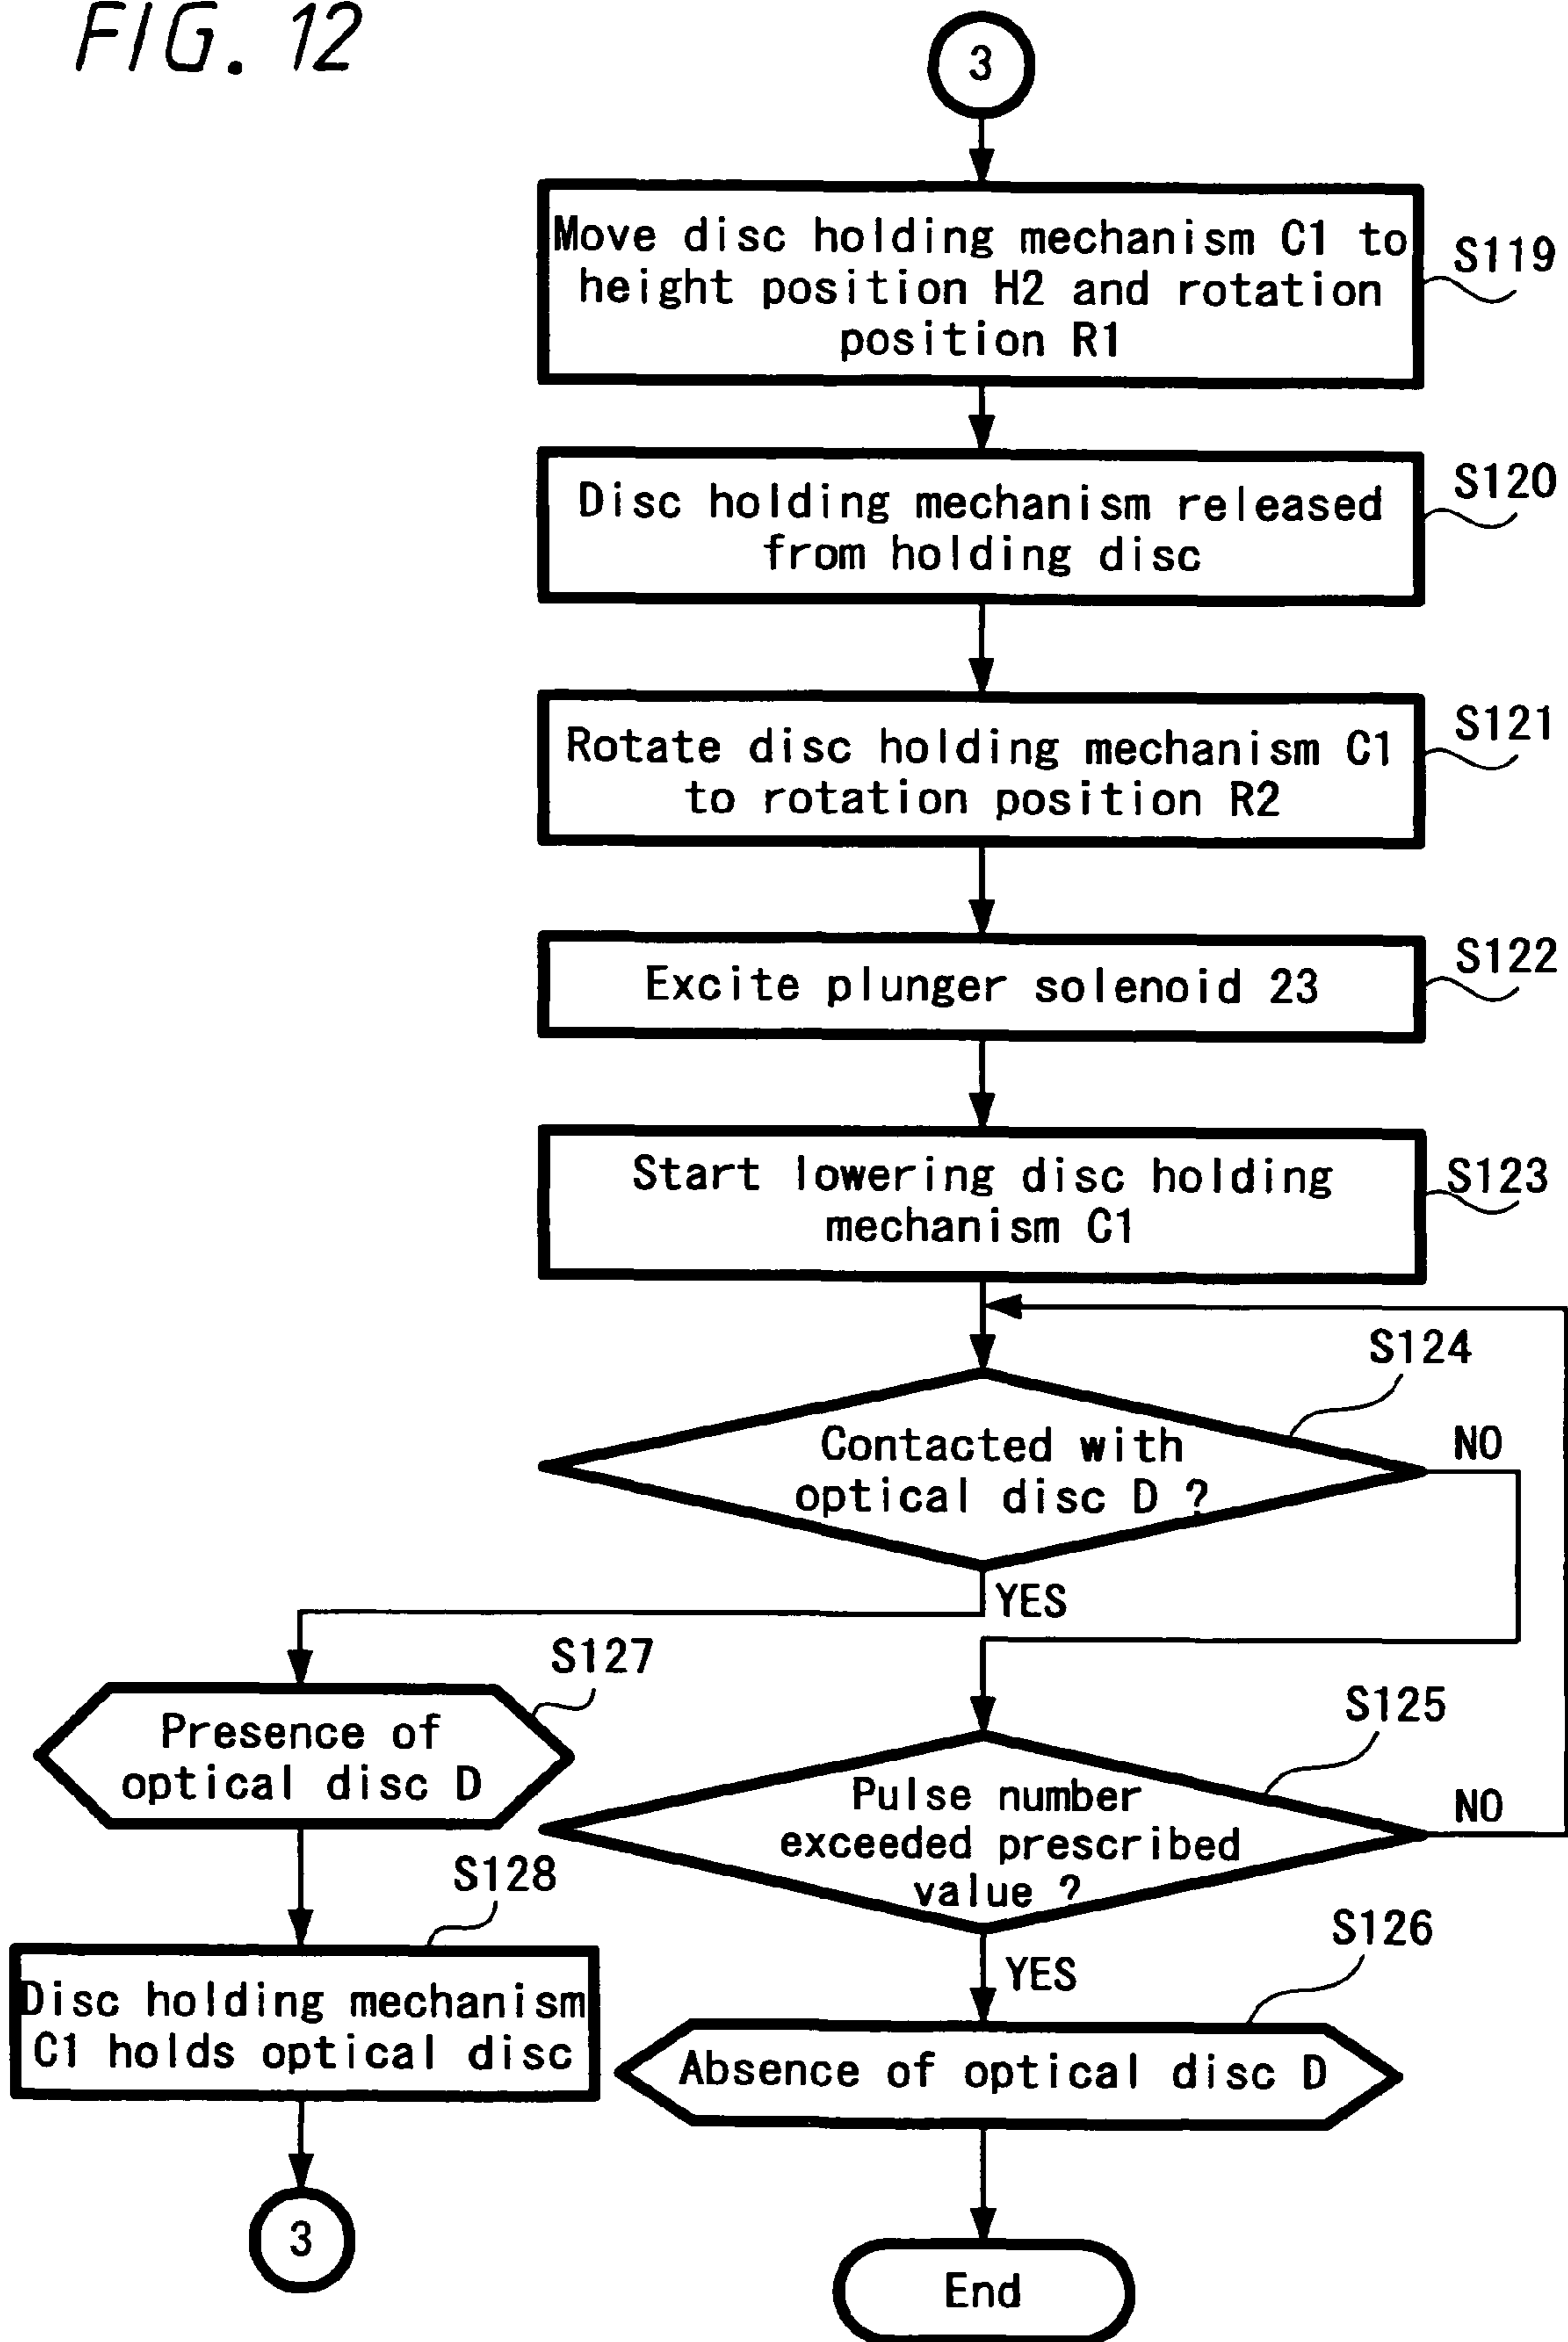 FIG. 12
3
Move disc holding mechanism C1 to
height position H2 and rotation
position R1
S119
Disc holding mechanism released
from holding disc
S120
Rotate disc holding mechanism C1
to rotation position R2
S121
Excite plunger solenoid 23
S122
Start lowering disc holding
mechanism C1
S123
S124
Contacted with
optical disc D ?
NO
YES
S127
Presence of
optical disc D
S125
Pulse number
exceeded prescribed
value ?
NO
S128
Disc holding mechanism
C1 holds optical disc
YES
S126
Absence of optical disc D
3
End